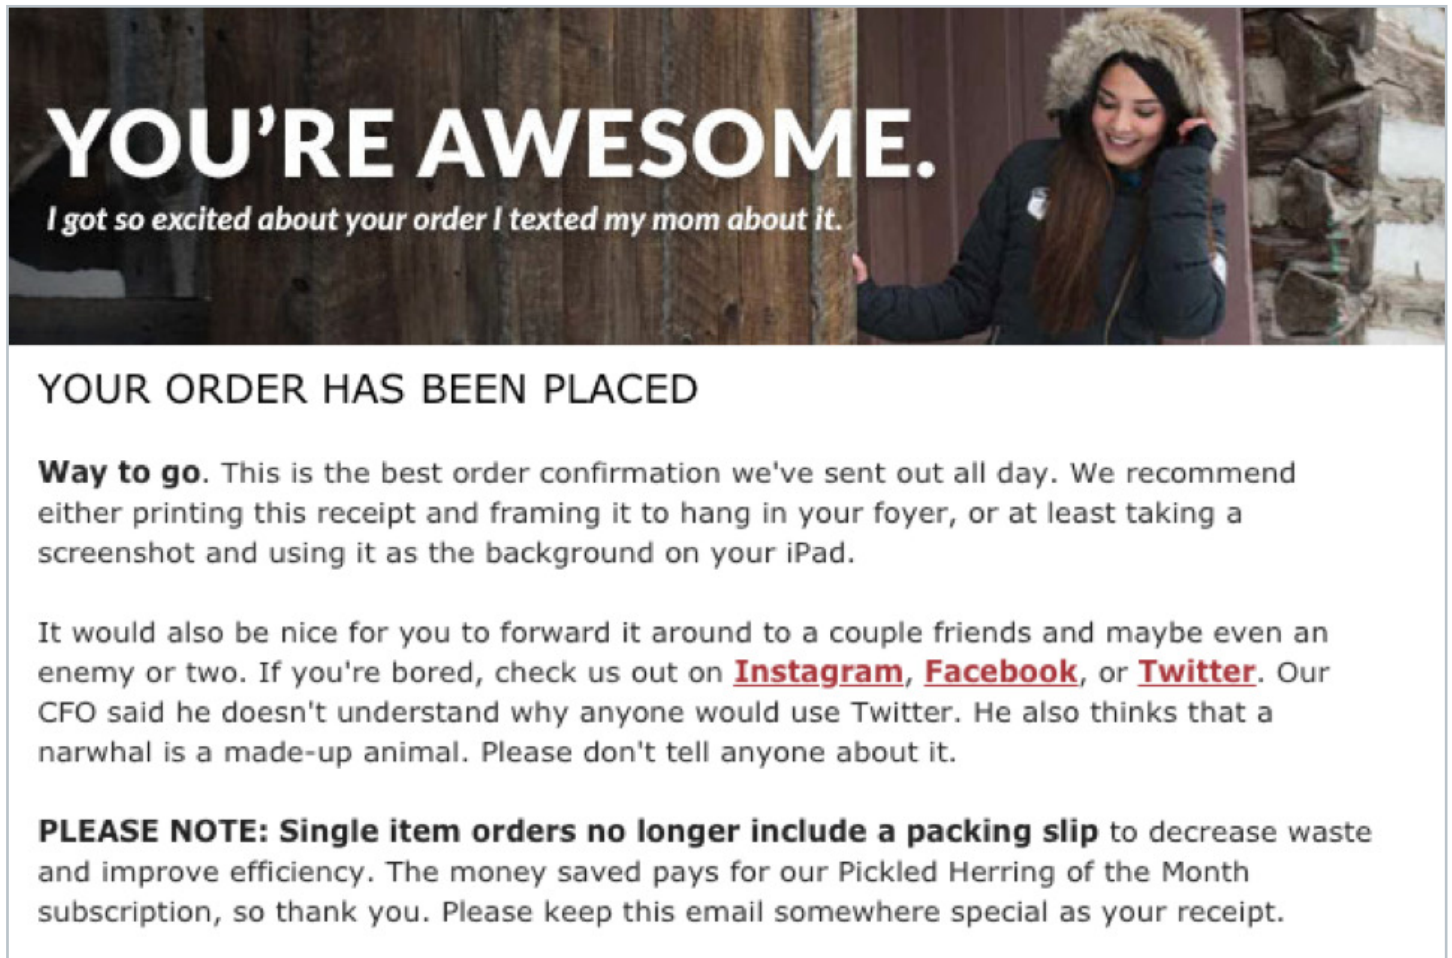 YOU'RE AWESOME.
I got so excited about your order I texted my mom about it.
YOUR ORDER HAS BEEN PLACED
Way to go. This is the best order confirmation we've sent out all day. We recommend
either printing this receipt and framing it to hang in your foyer, or at least taking a
screenshot and using it as the background on your iPad.
It would also be nice for you to forward it around to a couple friends and maybe even an
enemy or two. If you're bored, check us out on Instagram, Facebook, or Twitter. Our
CFO said he doesn't understand why anyone would use Twitter. He also thinks that a
narwhal is a made-up animal. Please don't tell anyone about it.
PLEASE NOTE: Single item orders no longer include a packing slip to decrease waste
and improve efficiency. The money saved pays for our Pickled Herring of the Month
subscription, so thank you. Please keep this email somewhere special as your receipt.